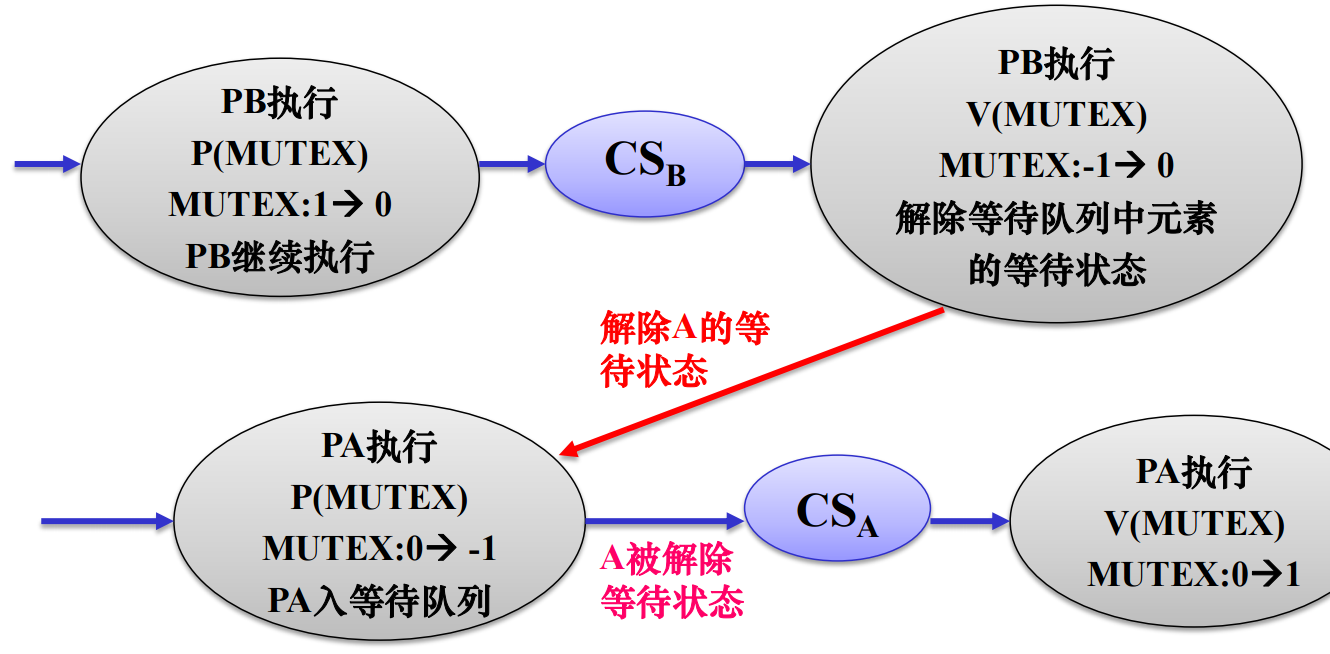 PB执行
P(MUTEX)
MUTEX:1→ 0
PB继续执行
CSB
PB执行
V(MUTEX)
MUTEX:-1→ 0
解除等待队列中元素
的等待状态
解除A的等
待状态
PA执行
P(MUTEX)
MUTEX:0→ -1
PA入等待队列
A被解除
等待状态
CSA
PA执行
V(MUTEX)
MUTEX:0→1